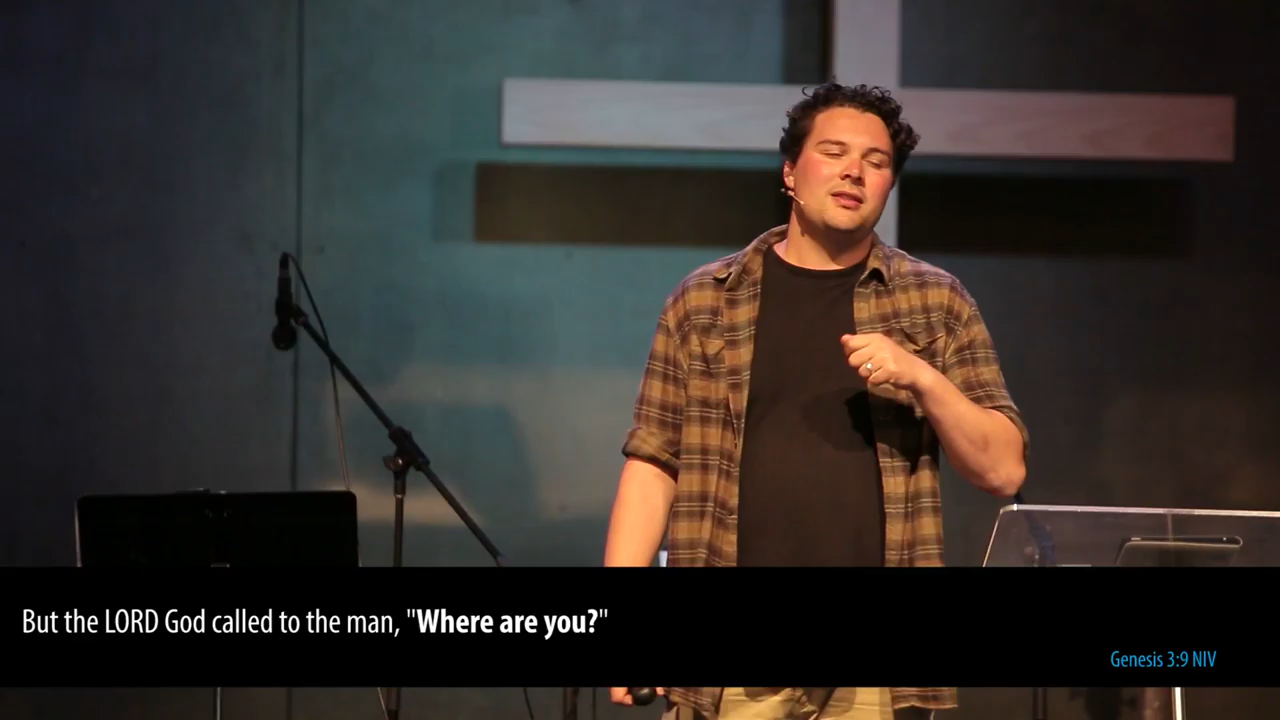 But the LORD God called to the man, "Where are you?"
Genesis 3:9 NIV